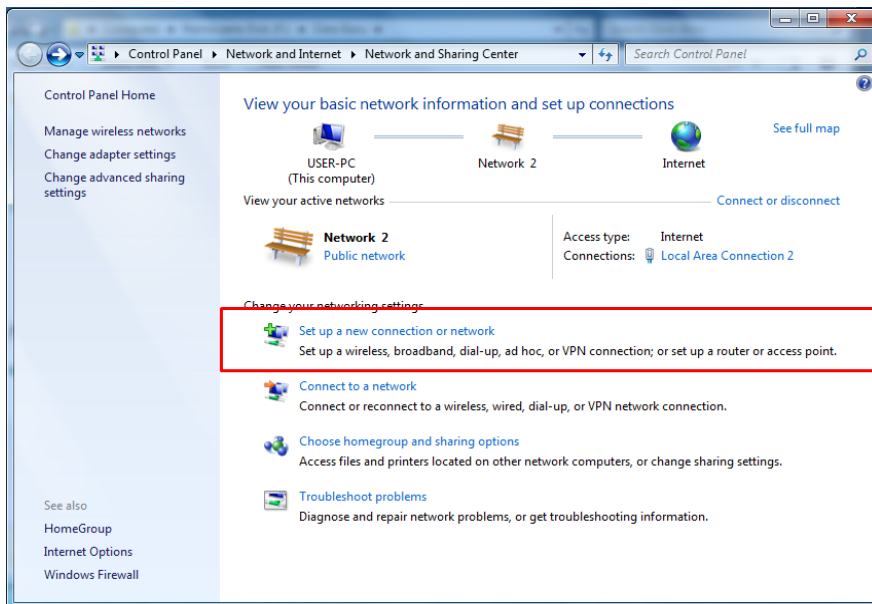 Control Panel
Network and Internet
Network and Sharing Center
Search Control Panel
Control Panel Home
Manage wireless networks
Change adapter settings
Change advanced sharing
settings
View your basic network information and set up connections
See full map
USER-PC
(This computer)
Network 2
Internet
View your active networks
Connect or disconnect
Network 2
Public network
Access type: Internet
Connections: Local Area Connection 2
Change your networking settings
Set up a new connection or network
Set up a wireless, broadband, dial-up, ad hoc, or VPN connection; or set up a router or access point.
Connect to a network
Connect or reconnect to a wireless, wired, dial-up, or VPN network connection.
Choose homegroup and sharing options
Access files and printers located on other network computers, or change sharing settings.
Troubleshoot problems
Diagnose and repair network problems, or get troubleshooting information.
See also
HomeGroup
Internet Options
Windows Firewall